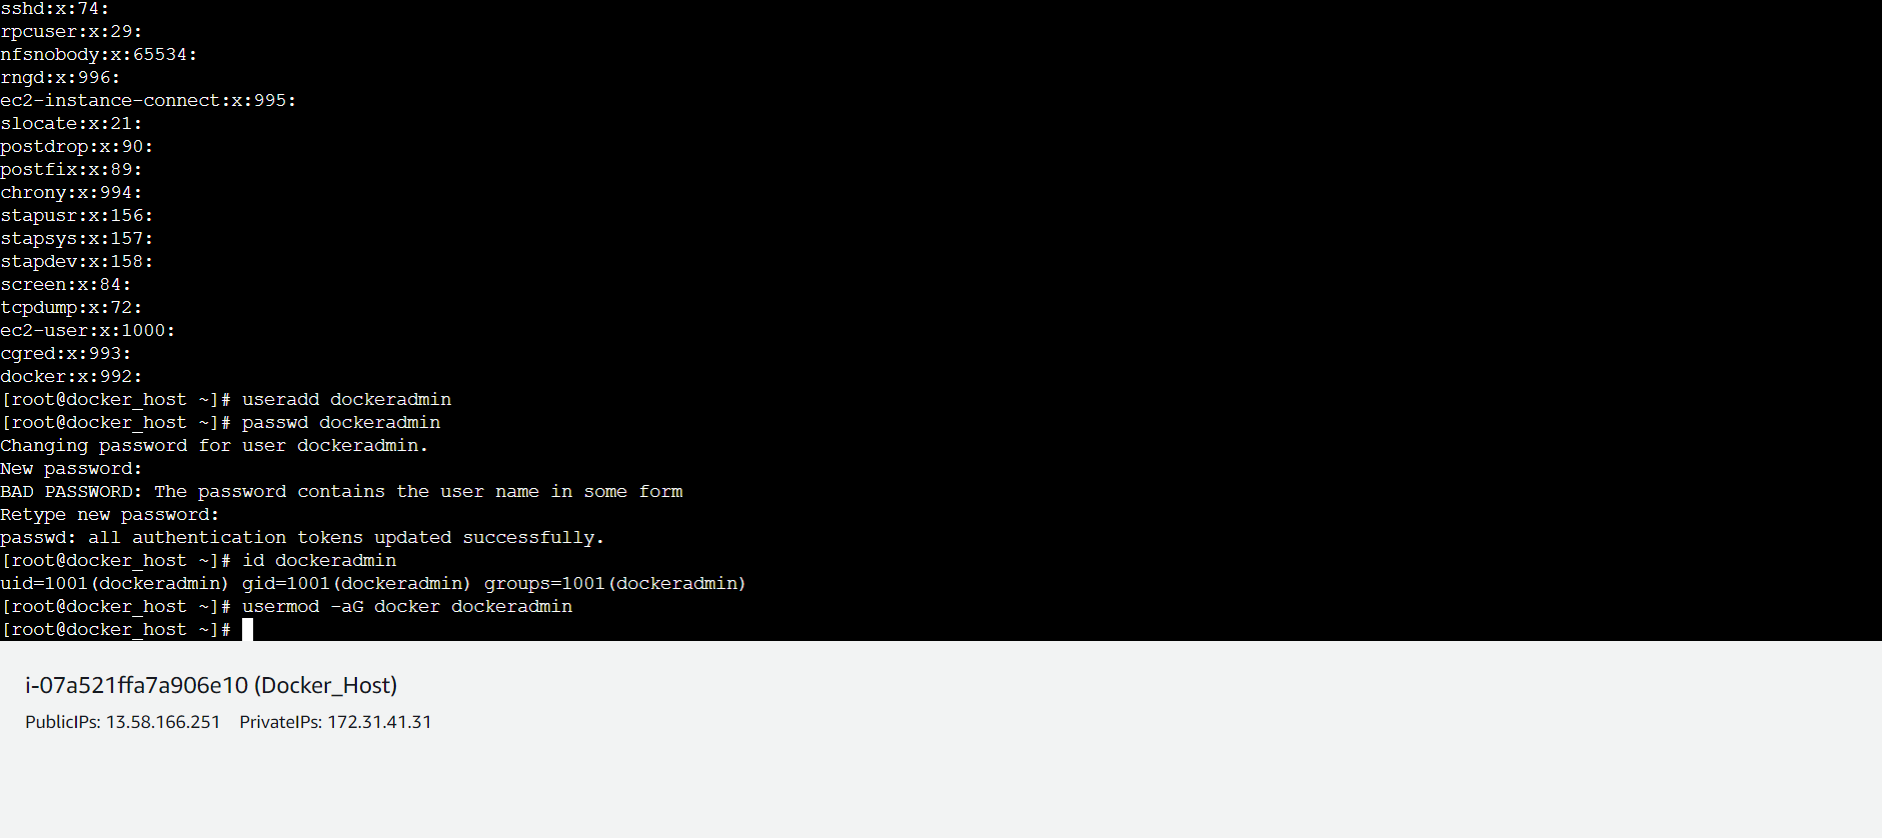 sshd:x:74:
rpcuser:x:29:
nfsnobody:x:65534:
rngd:x:996:
ec2-instance-connect:x:995:
slocate:x:21:
postdrop:x:90:
postfix:x:89:
chrony:x:994:
stapusr:x:156:
stapsys:x:157:
stapdev:x:158:
screen:x:84:
tcpdump:x:72:
ec2-user:x:1000:
cgred:x:993:
docker:x:992:
[root@docker_host ~]# useradd dockeradmin
[root@docker_host ~]# passwd dockeradmin
Changing password for user dockeradmin.
New password:
BAD PASSWORD: The password contains the user name in some form
Retype new password:
passwd: all authentication tokens updated successfully.
[root@docker_host ~]# id dockeradmin
uid=1001(dockeradmin) gid=1001(dockeradmin) groups=1001(dockeradmin)
[root@docker_host ~]# usermod -aG docker dockeradmin
[root@docker_host ~]#
i-07a521ffa7a906e10 (Docker_Host)
PublicIPs: 13.58.166.251 PrivateIPs: 172.31.41.31